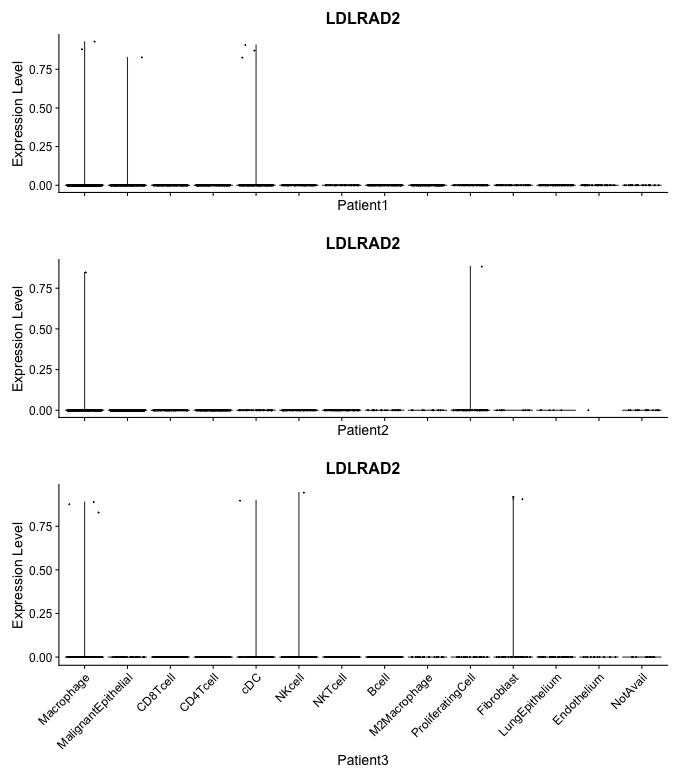 LDLRAD2
Expression Level
0.75
0.50
0.25
0.00
Patient1
LDLRAD2
Expression Level
0.75
0.50
0.25
0.00
Patient2
LDLRAD2
Expression Level
0.75
0.50
0.25
0.00
Macrophage
MalignantEpithelial
CD8Tcell
CD4Tcell
cDC
NKcell
NKTcell
Bcell
M2Macrophage
ProliferatingCell
Fibroblast
LungEpithelium
Endothelium
NotAvail
Patient3